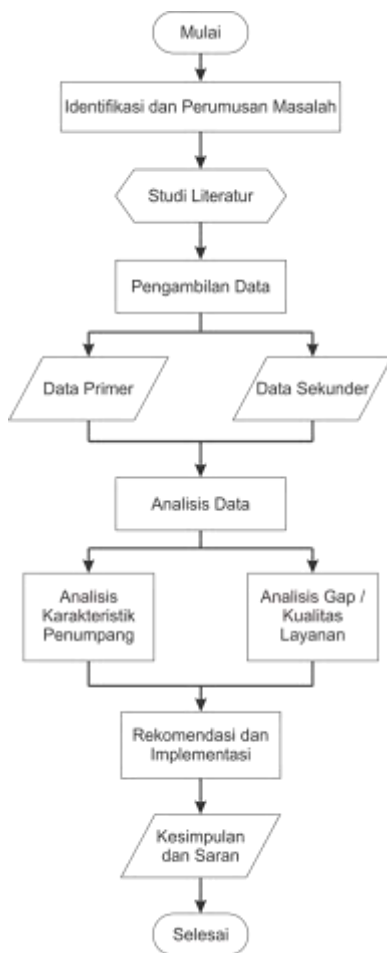 Mulai
Identifikasi dan Perumusan Masalah
Studi Literatur
Pengambilan Data
Data Primer
Data Sekunder
Analisis Data
Analisis
Karakteristik
Penumpang
Analisis Gap /
Kualitas
Layanan
Rekomendasi dan
Implementasi
Kesimpulan
dan Saran
Selesai